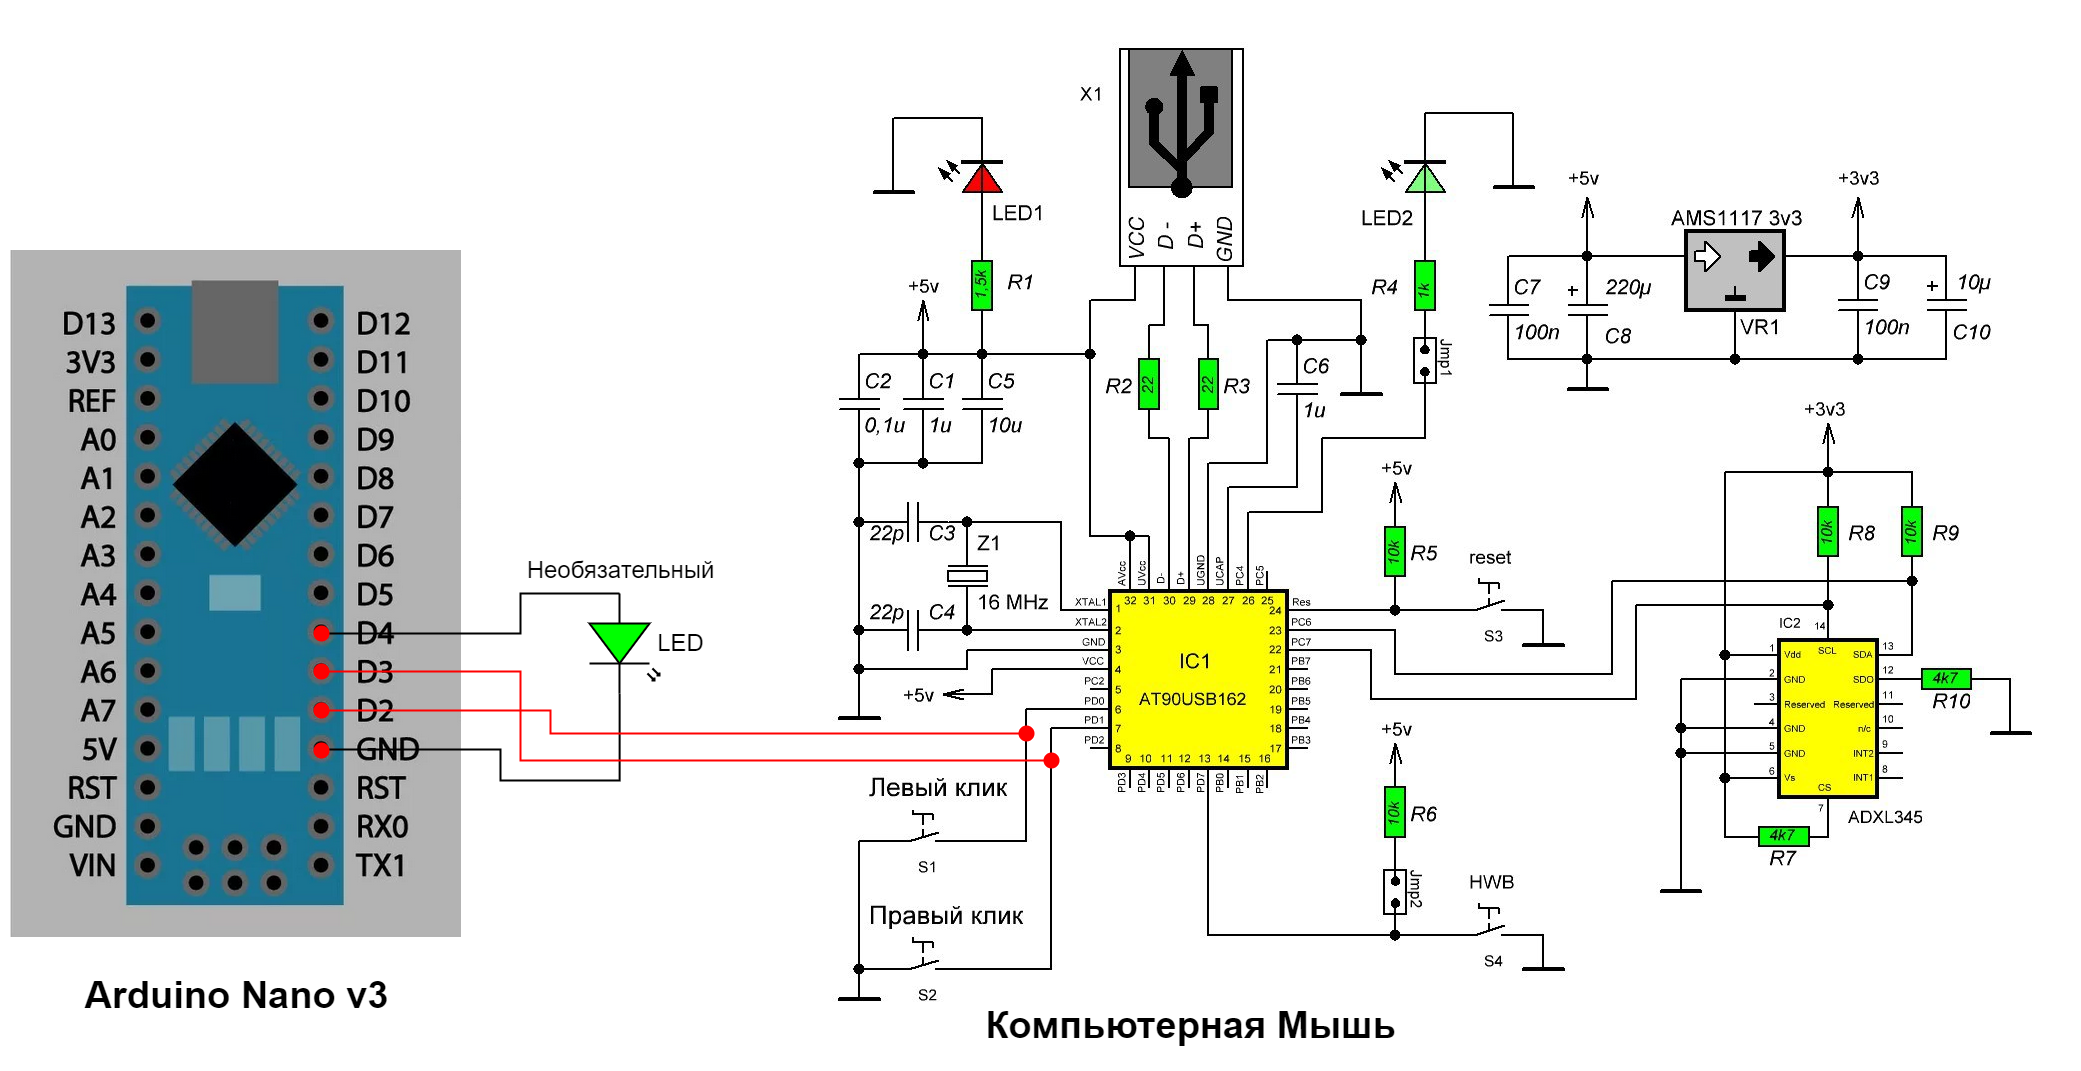 D13
3V3
REF
A0
A1
A2
A3
A4
A5
A6
A7
5V
RST
GND
VIN
D12
D11
D10
D9
D8
D7
D6
D5
D4
D3
D2
GND
RST
RX0
TX1
Arduino Nano v3
Необязательный
LED
X1
VCC
D -
D+
GND
LED1
1,5k
R1
+5v
C2
0,1u
C1
1u
C5
10u
R2
22
22
R3
C6
1u
LED2
R4
1k
Jmp1
22p
C3
Z1
16 MHz
22p
C4
+5v
+5v
10k
R5
reset
S3
AVcc
UVcc
D-
D+
UGND
UCAP
PC4
PC5
32
31
30
29
28
27
26
25
XTAL1
1
XTAL2
2
GND
3
VCC
4
PC2
5
PD0
6
PD1
7
PD2
8
IC1
AT90USB162
Res
24
PC6
23
PC7
22
PB7
21
PB6
20
PB5
19
PB4
18
PB3
17
9
10
11
12
13
14
15
16
PD3
PD4
PD5
PD6
PD7
PB0
PB1
PB2
Левый клик
S1
Правый клик
S2
+5v
10k
R6
Jmp2
HWB
S4
+5v
+3v3
AMS1117 3v3
VR1
C7
100n
+
220µ
C8
C9
100n
+
10µ
C10
+3v3
10k
R8
10k
R9
IC2
14
SCL
1
Vdd
2
GND
3
Reserved
4
GND
5
GND
6
Vs
SDA
13
SDO
12
Reserved
11
n/c
10
INT2
9
INT1
8
CS
7
ADXL345
4k7
R10
4k7
R7
Компьютерная Мышь